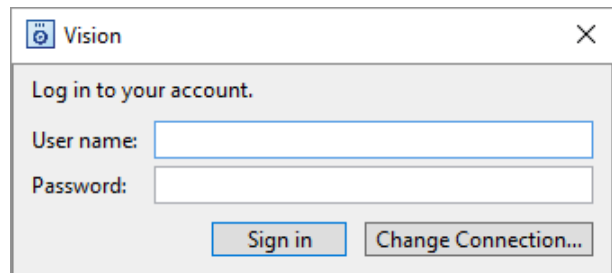 Vision
Log in to your account.
User name:
Password:
Sign in Change Connection...